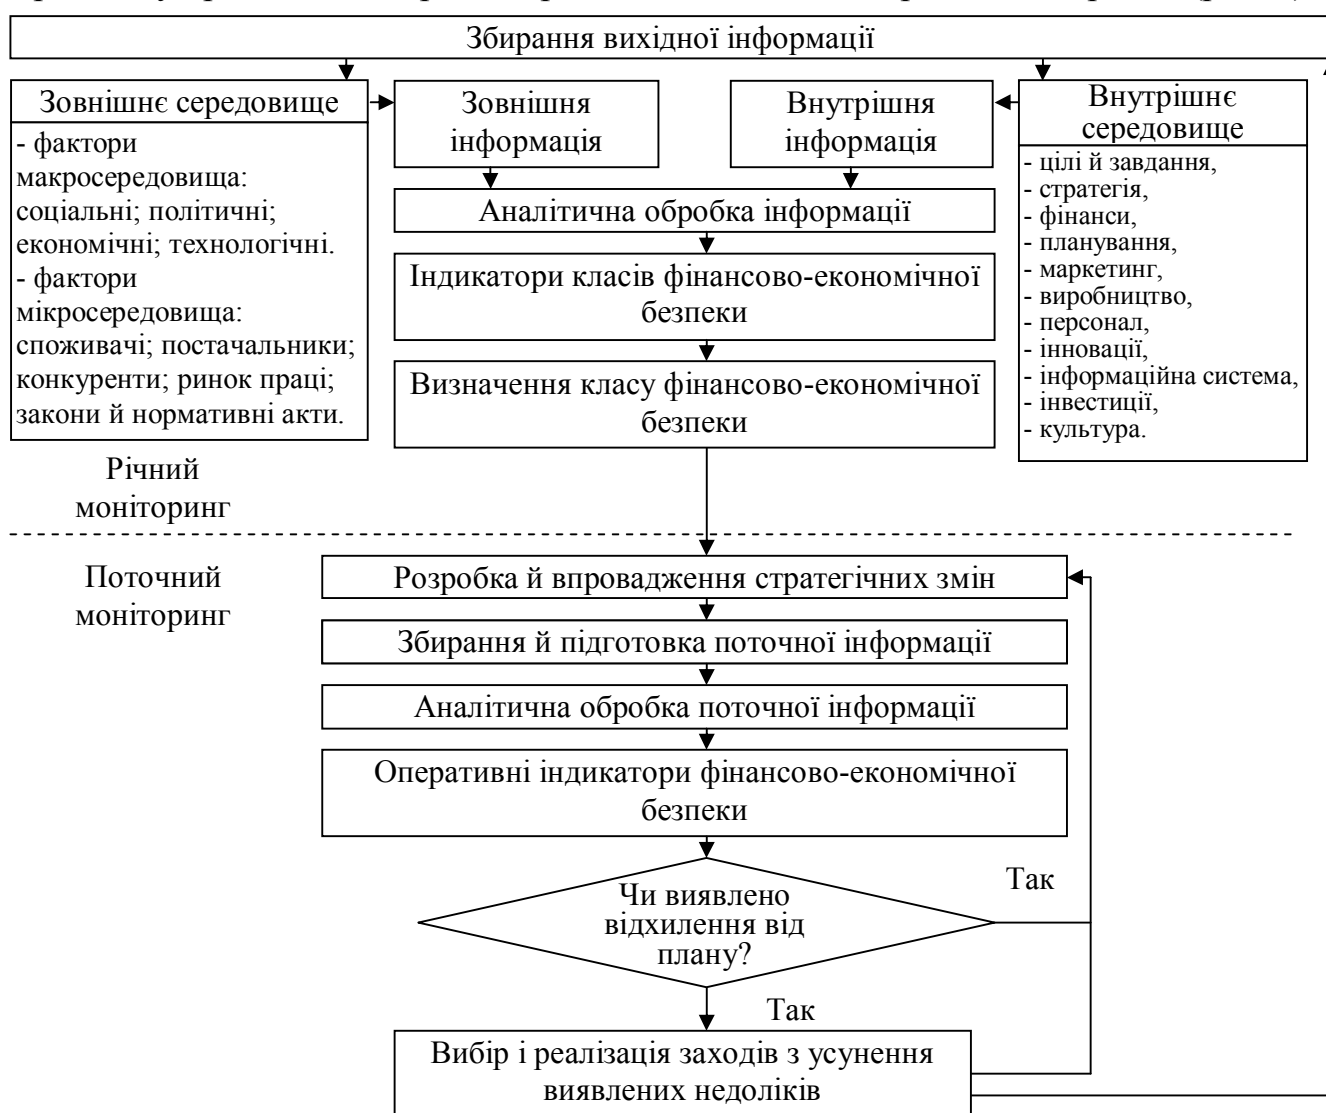 Збирання вихідної інформації
Зовнішнє середовище
- фактори
макросередовища:
соціальні; політичні;
економічні; технологічні.
- фактори
мікросередовища:
споживачі; постачальники;
конкуренти; ринок праці;
закони й нормативні акти.
Зовнішня
інформація
Внутрішня
інформація
Внутрішнє
середовище
- цілі й завдання,
- стратегія,
- фінанси,
- планування,
- маркетинг,
- виробництво,
- персонал,
- інновації,
- інформаційна система,
- інвестиції,
- культура.
Аналітична обробка інформації
Індикатори класів фінансово-економічної
безпеки
Визначення класу фінансово-економічної
безпеки
Річний
моніторинг
Поточний
моніторинг
Розробка й впровадження стратегічних змін
Збирання й підготовка поточної інформації
Аналітична обробка поточної інформації
Оперативні індикатори фінансово-економічної
безпеки
Чи виявлено
відхилення від
плану?
Так
Так
Вибір і реалізація заходів з усунення
виявлених недоліків